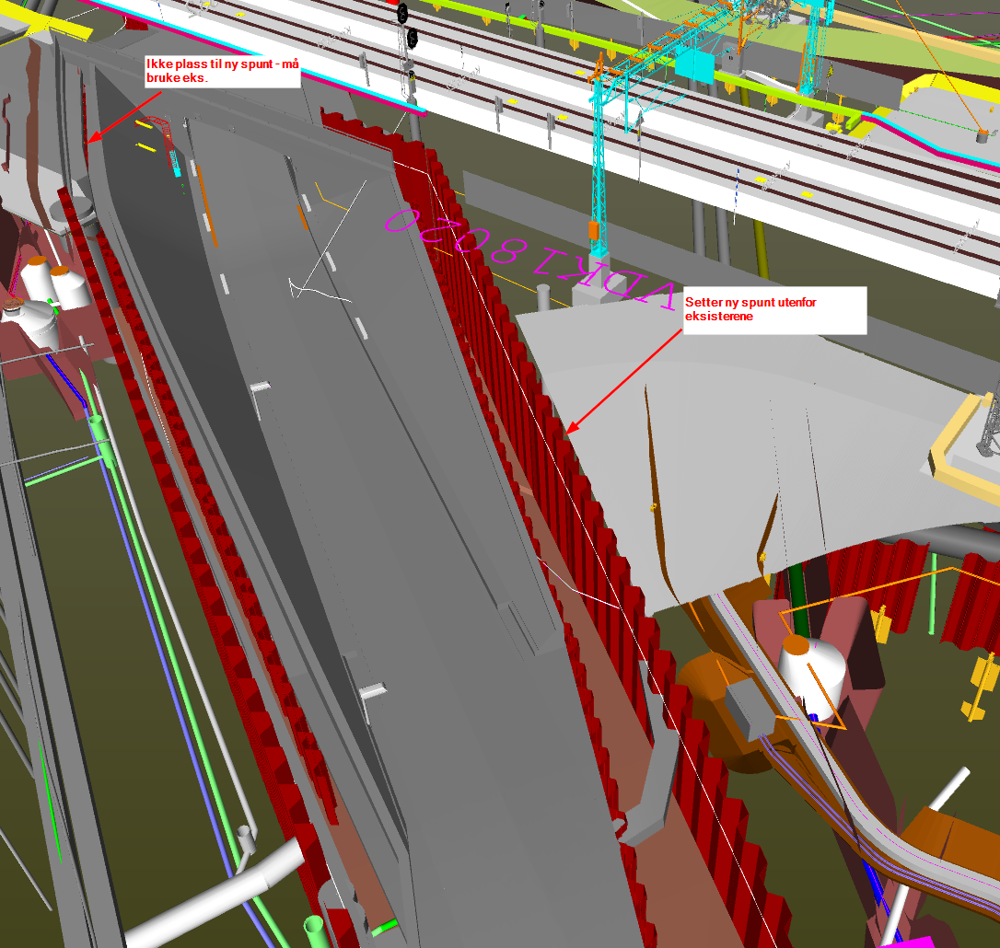 Ikke plass til ny spunt - må
bruke eks.
Setter ny spunt utenfor
eksisterene